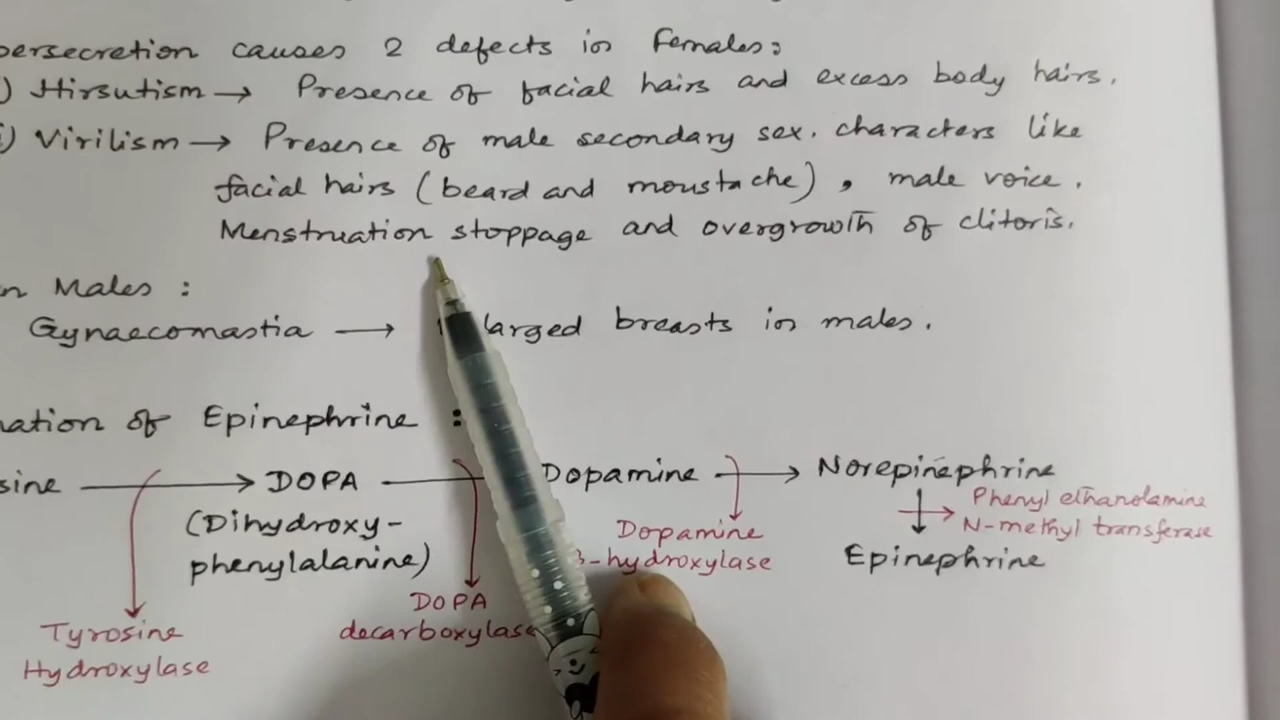 persecretion causes 2 defects in Females:
) Hirsutism → Presence of facial hairs and excess body hairs.
) Virilism → Presence of male secondary sex. characters like
facial hairs (beard and moustache), male voice.
Menstruation stoppage and overgrowth of clitoris.
n Males :
Gynaecomastia → larged breasts in males.
nation of Epinephrine :
sine → DOPA → Dopamine → Norepinephrine
(Dihydroxy-
phenylalanine)
Tyrosine
Hydroxylase
DOPA
decarboxylase
Dopamine
β-hydroxylase
Phenyl ethanolamine
N-methyl transferase
Epinephrine